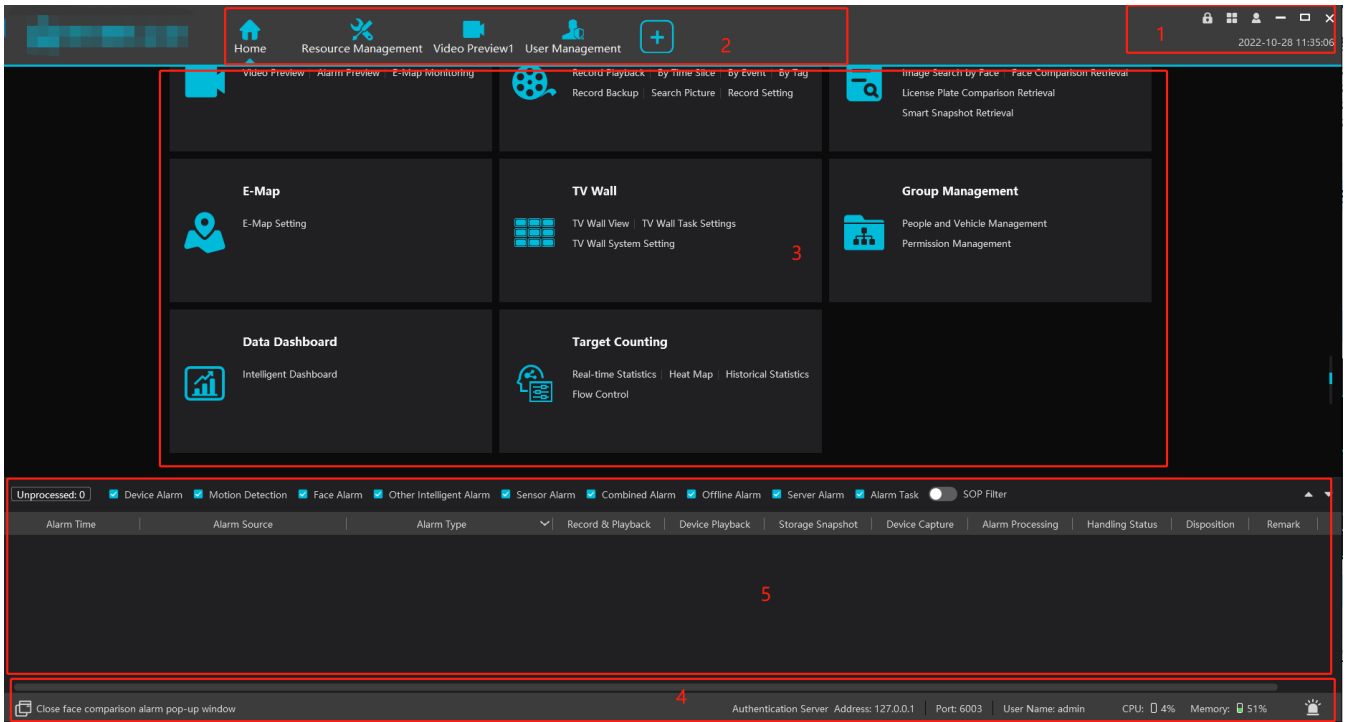 1
2022-10-28 11:35:06
Home Resource Management Video Preview1 User Management
2
Video Preview | Alarm Preview | E-Map Monitoring
Record Playback | By Time Slice | By Event | By Tag
Record Backup | Search Picture | Record Setting
Image Search by Face | Face Comparison Retrieval
License Plate Comparison Retrieval
Smart Snapshot Retrieval
E-Map
E-Map Setting
TV Wall
TV Wall View | TV Wall Task Settings
TV Wall System Setting
3
Group Management
People and Vehicle Management
Permission Management
Data Dashboard
Intelligent Dashboard
Target Counting
Real-time Statistics | Heat Map | Historical Statistics
Flow Control
Unprocessed: 0 Device Alarm Motion Detection Face Alarm Other Intelligent Alarm Sensor Alarm Combined Alarm Offline Alarm Server Alarm Alarm Task SOP Filter
Alarm Time Alarm Source Alarm Type Record & Playback Device Playback Storage Snapshot Device Capture Alarm Processing Handling Status Disposition Remark
5
4
Close face comparison alarm pop-up window Authentication Server Address: 127.0.0.1 Port: 6003 User Name: admin CPU: 4% Memory: 51%